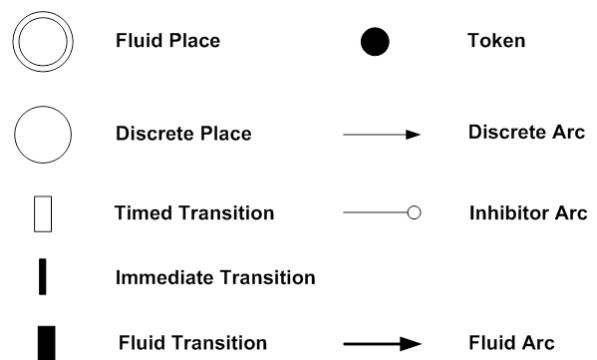 Fluid Place
Token
Discrete Place
Discrete Arc
Timed Transition
Inhibitor Arc
Immediate Transition
Fluid Transition
Fluid Arc